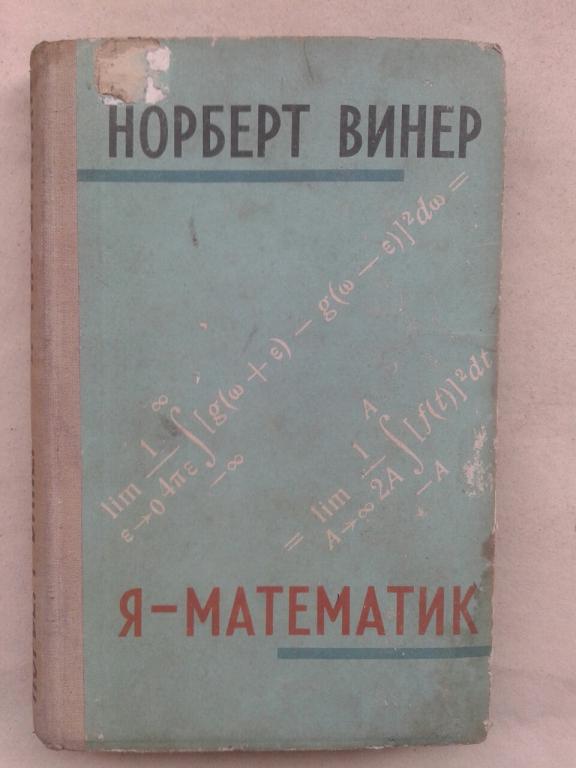 НОРБЕРТ ВИНЕР
lim 1/4πε ∫ [g(ω + ε) − g(ω − ε)]² dω =
ε→0 −∞ ∞
= lim 1/2A ∫ [f(t)]² dt
A→∞ −A A
Я–МАТЕМАТИК